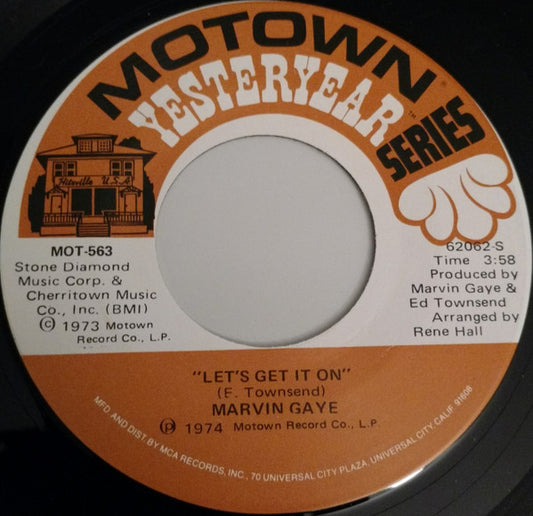 MOTOWN
YESTERYEAR™
SERIES
Hitsville U.S.A
MOT-563
Stone Diamond
Music Corp. &
Cherritown Music
Co., Inc. (BMI)
© 1973 Motown
Record Co., L.P.
62062-S
Time 3:58
Produced by
Marvin Gaye &
Ed Townsend
Arranged by
Rene Hall
"LET'S GET IT ON"
(E. Townsend)
MARVIN GAYE
℗ 1974 Motown Record Co., L.P.
MFD. AND DIST. BY MCA RECORDS, INC., 70 UNIVERSAL CITY PLAZA, UNIVERSAL CITY, CALIF. 91608